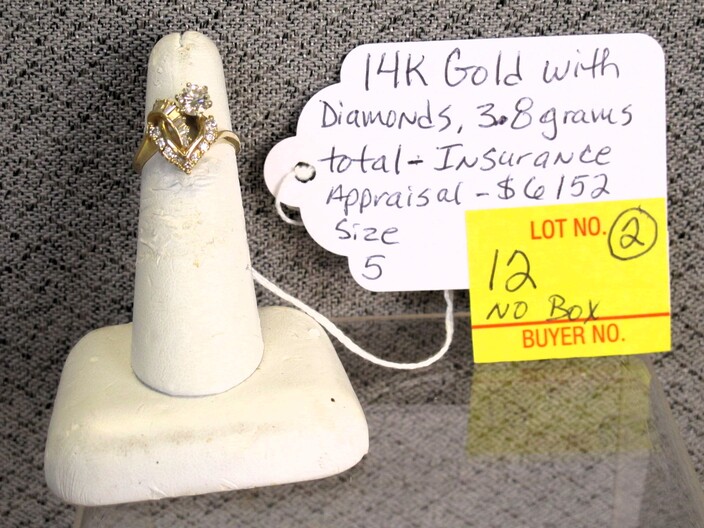 14K Gold with
Diamonds, 3.8 grams
total - Insurance
Appraisal - $6152
Size
5
LOT NO. 2
12
NO BOX
BUYER NO.